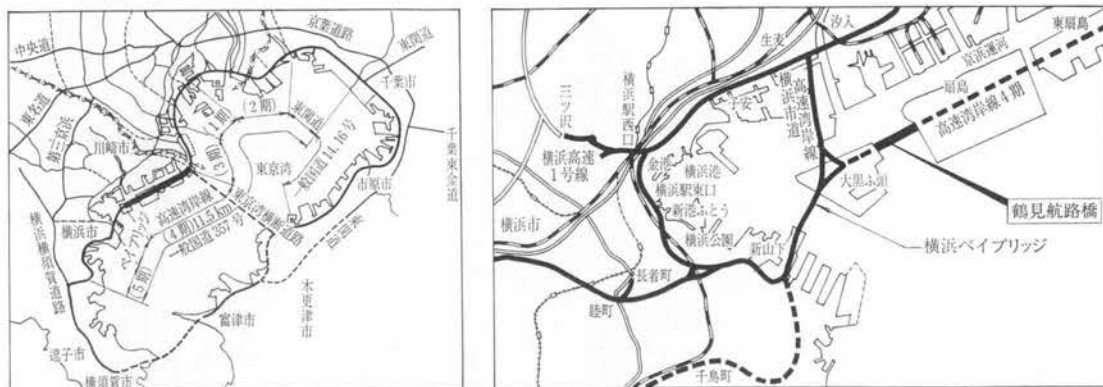 京葉道路
東関道
中央道
千葉市
東名道
第三京浜
川崎市
(1期)
(2期)
(3期)
東関道
一般国道14,16号
東京湾
市原市
千葉東金道
東京湾横断道路
高速湾岸線
(4期)11.5km
一般国道357号
ベイブリッジ
(5期)
横浜市
横浜横須賀道路
東関道
木更津市
富津市
逗子市
横須賀市
汐入
生麦
東扇島
京浜運河
扇島
高速湾岸線4期
横浜駅西口
三ツ沢
子安
高速湾岸線
横浜市道
横浜高速
1号線
金港
横浜港
横浜駅東口
大黒ふ頭
鶴見航路橋
新港ふとう
横浜市
横浜公園
新山下
横浜ベイブリッジ
長者町
睦町
千鳥町